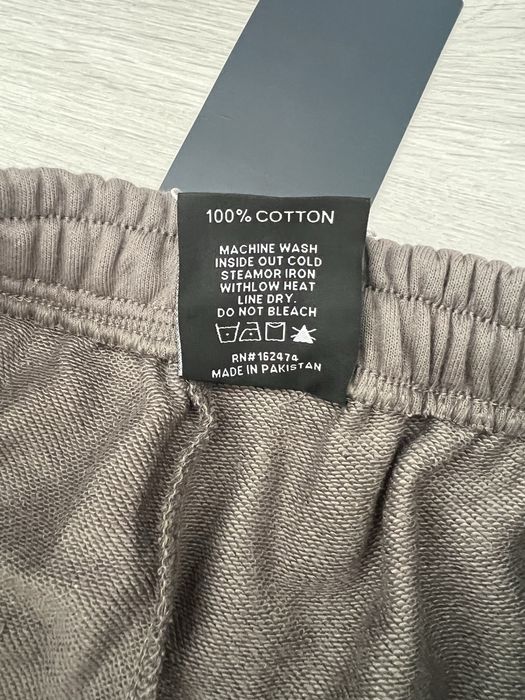 100% COTTON
MACHINE WASH
INSIDE OUT COLD
STEAMOR IRON
WITHLOW HEAT
LINE DRY.
DO NOT BLEACH
RN#162474
MADE IN PAKISTAN